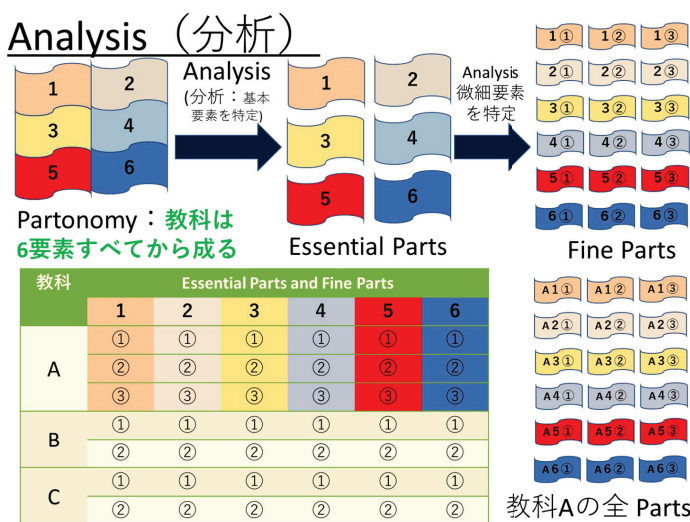 Analysis（分析）
1 2
3 4
5 6
Analysis
(分析：基本
要素を特定)
1 2
3 4
5 6
Analysis
微細要素
を特定
1① 1② 1③
2① 2② 2③
3① 3② 3③
4① 4② 4③
5① 5② 5③
6① 6② 6③
Partonomy：教科は
6要素すべてから成る
Essential Parts
Fine Parts
教科 Essential Parts and Fine Parts
1 2 3 4 5 6
A
① ① ① ① ① ①
② ② ② ② ② ②
③ ③ ③ ③ ③ ③
B
① ① ① ① ① ①
② ② ② ② ② ②
C
① ① ① ① ① ①
② ② ② ② ② ②
A1① A1② A1③
A2① A2② A2③
A3① A3② A3③
A4① A4② A4③
A5① A5② A5③
A6① A6② A6③
教科Aの全 Parts